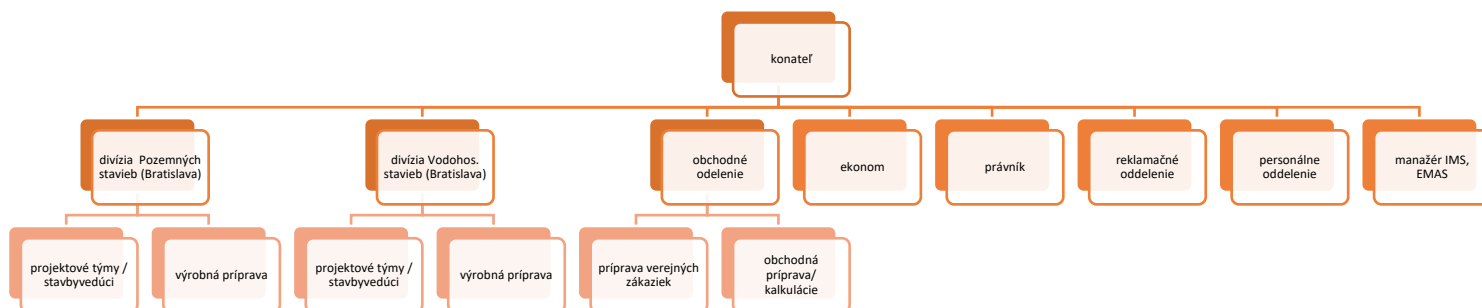 konateľ
divízia Pozemných
stavieb (Bratislava)
divízia Vodohos.
stavieb (Bratislava)
obchodné
odelenie
ekonom
právník
reklamačné
oddelenie
personálne
oddelenie
manažér IMS,
EMAS
projektové týmy /
stavbyvedúci
výrobná príprava
projektové týmy /
stavbyvedúci
výrobná príprava
príprava verejných
zákaziek
obchodná
príprava/
kalkulácie